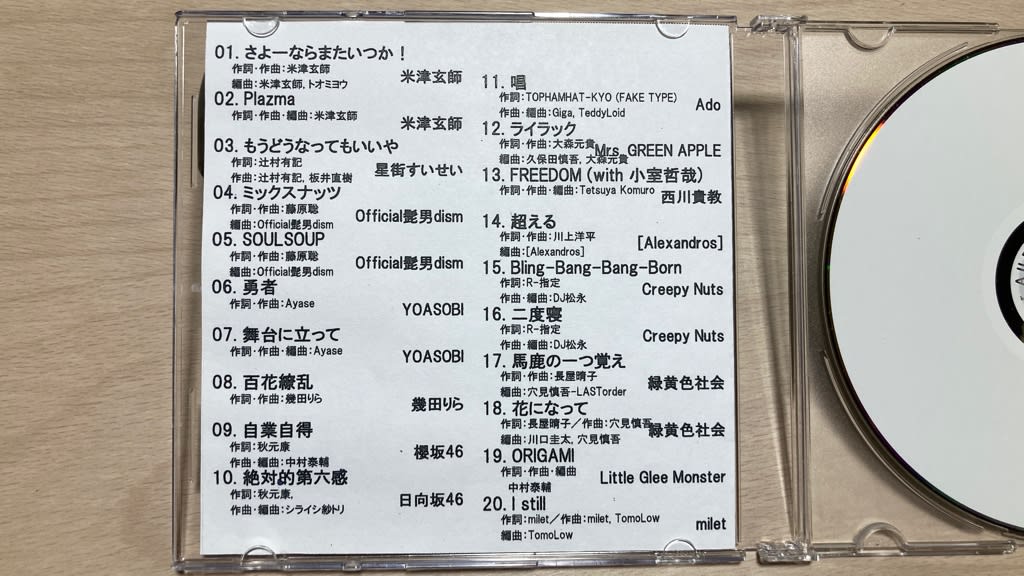 01. さよーならまたいつか！
作詞・作曲：米津玄師
編曲：米津玄師, トオミヨウ
米津玄師
02. Plazma
作詞・作曲・編曲：米津玄師
米津玄師
03. もうどうなってもいいや
作詞：辻村有記
作曲：辻村有記, 板井直樹
星街すいせい
04. ミックスナッツ
作詞・作曲：藤原聡
編曲：Official髭男dism
Official髭男dism
05. SOULSOUP
作詞・作曲：藤原聡
編曲：Official髭男dism
Official髭男dism
06. 勇者
作詞・作曲：Ayase
YOASOBI
07. 舞台に立って
作詞・作曲・編曲：Ayase
YOASOBI
08. 百花繚乱
作詞・作曲：幾田りら
幾田りら
09. 自業自得
作詞：秋元康
作曲・編曲：中村泰輔
櫻坂46
10. 絶対的第六感
作詞：秋元康,
作曲・編曲：シライシ紗トリ
日向坂46
11. 唱
作詞：TOPHAMHAT-KYO (FAKE TYPE)
作曲・編曲：Giga, TeddyLoid
Ado
12. ライラック
作詞・作曲：大森元貴
編曲：久保田慎吾, 大森元貴
Mrs. GREEN APPLE
13. FREEDOM (with 小室哲哉)
作詞・作曲・編曲：Tetsuya Komuro
西川貴教
14. 超える
作詞・作曲：川上洋平
編曲：[Alexandros]
[Alexandros]
15. Bling-Bang-Bang-Born
作詞：R-指定
作曲・編曲：DJ松永
Creepy Nuts
16. 二度寝
作詞：R-指定
作曲・編曲：DJ松永
Creepy Nuts
17. 馬鹿の一つ覚え
作詞・作曲：長屋晴子
編曲：穴見慎吾-LASTorder
緑黄色社会
18. 花になって
作詞：長屋晴子／作曲：穴見慎吾
編曲：川口圭太, 穴見慎吾
緑黄色社会
19. ORIGAMI
作詞・作曲・編曲
中村泰輔
Little Glee Monster
20. I still
作詞：milet／作曲：milet, TomoLow
編曲：TomoLow
milet